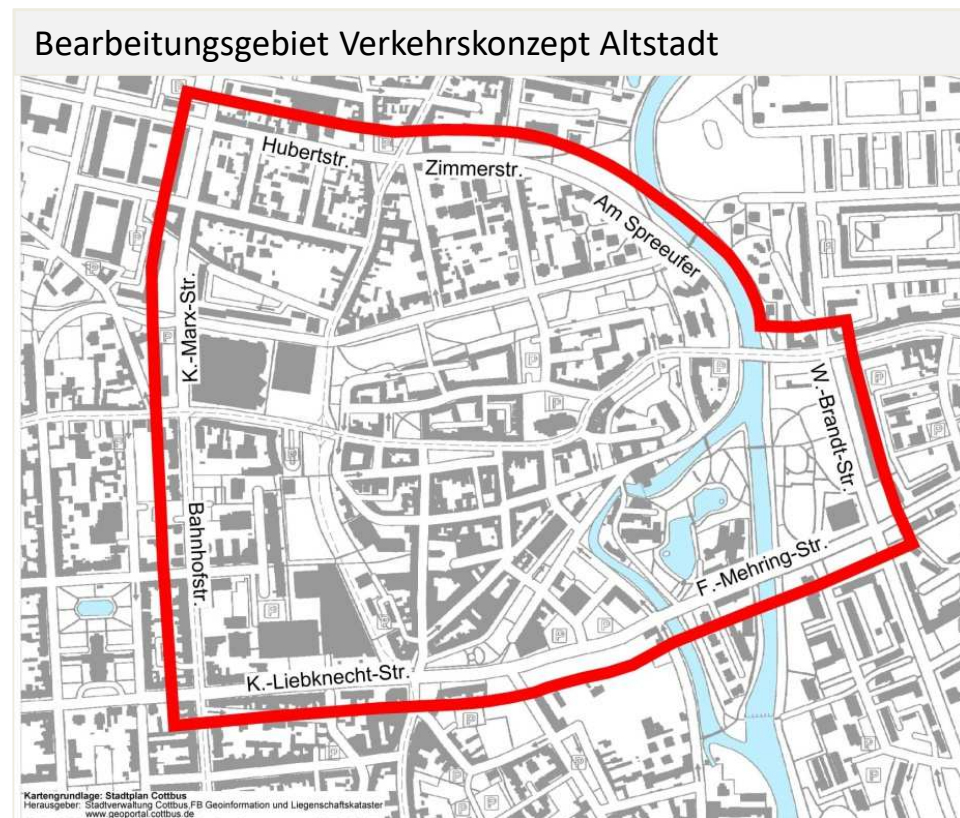 Bearbeitungsgebiet Verkehrskonzept Altstadt
Hubertstr.
Zimmerstr.
Am Spreeufer
K.-Marx-Str.
W.-Brandt-Str.
Bahnhofstr.
F.-Mehring-Str.
K.-Liebknecht-Str.
Kartengrundlage: Stadtplan Cottbus
Herausgeber: Stadtverwaltung Cottbus,FB Geoinformation und Liegenschaftskataster
www.geoportal.cottbus.de